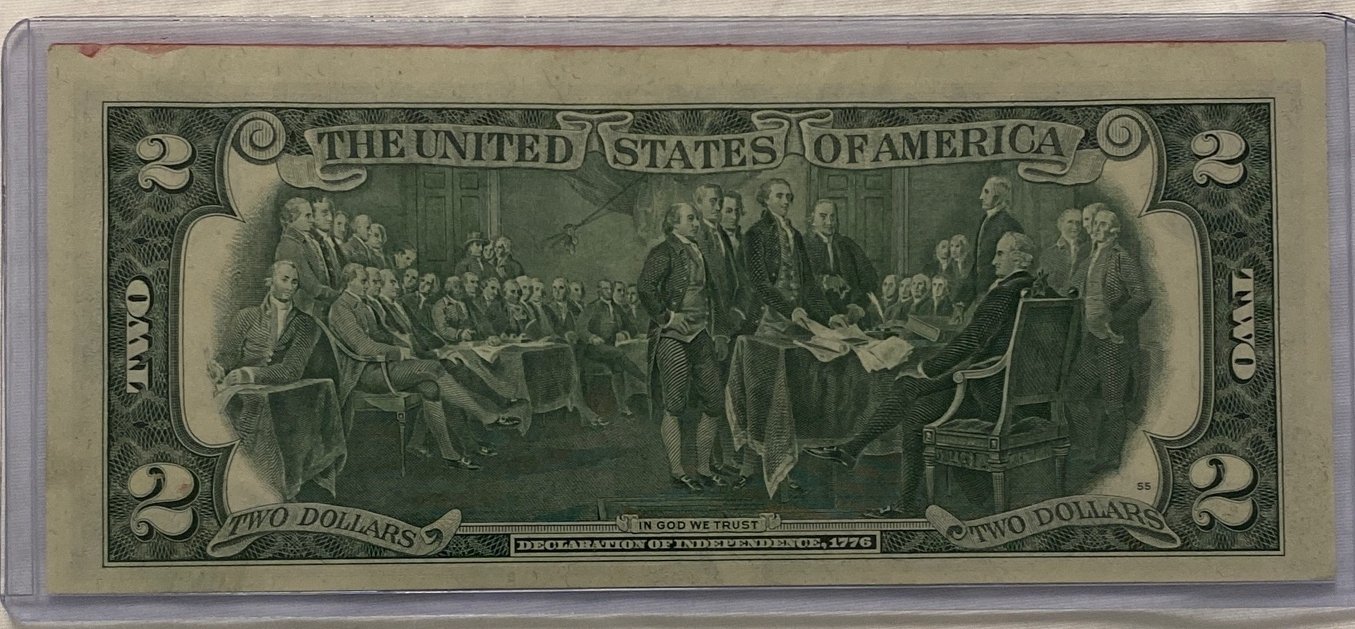 THE UNITED STATES OF AMERICA
2
2
TWO
TWO
2
2
55
TWO DOLLARS
TWO DOLLARS
IN GOD WE TRUST
DECLARATION OF INDEPENDENCE, 1776